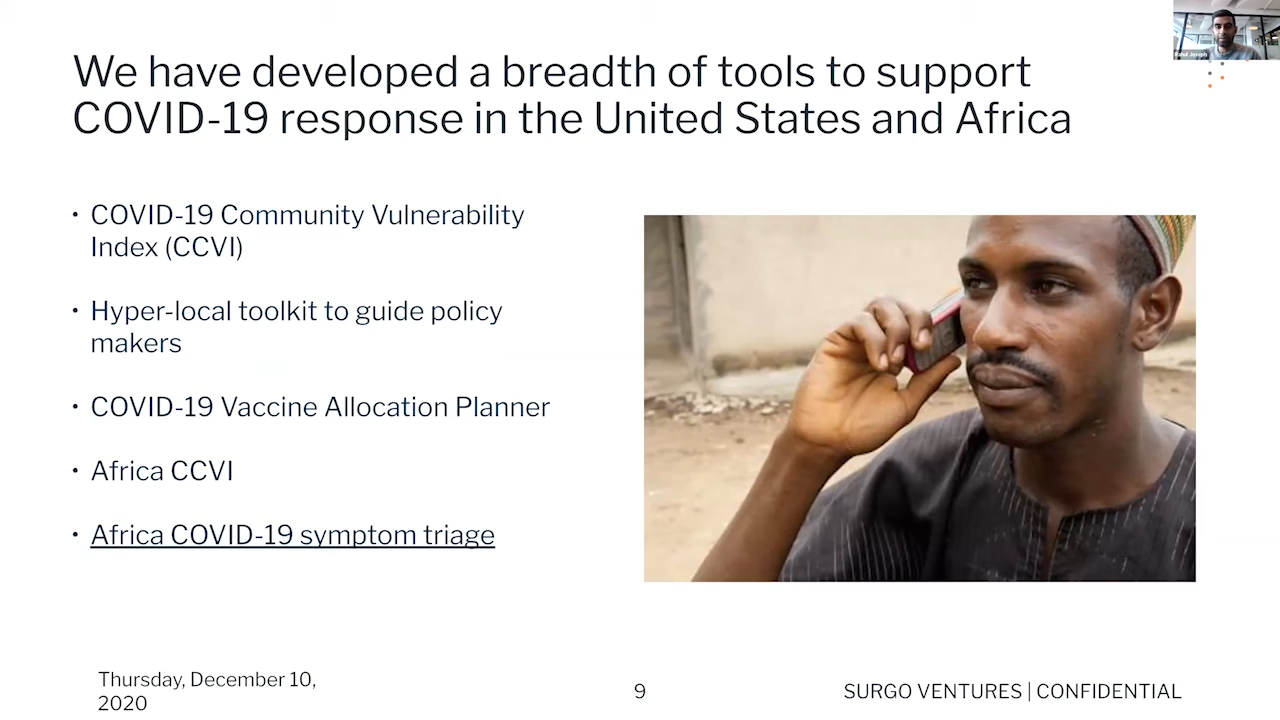 We have developed a breadth of tools to support
COVID-19 response in the United States and Africa
• COVID-19 Community Vulnerability
Index (CCVI)
• Hyper-local toolkit to guide policy
makers
• COVID-19 Vaccine Allocation Planner
• Africa CCVI
• Africa COVID-19 symptom triage
Thursday, December 10,
2020
9
SURGO VENTURES | CONFIDENTIAL